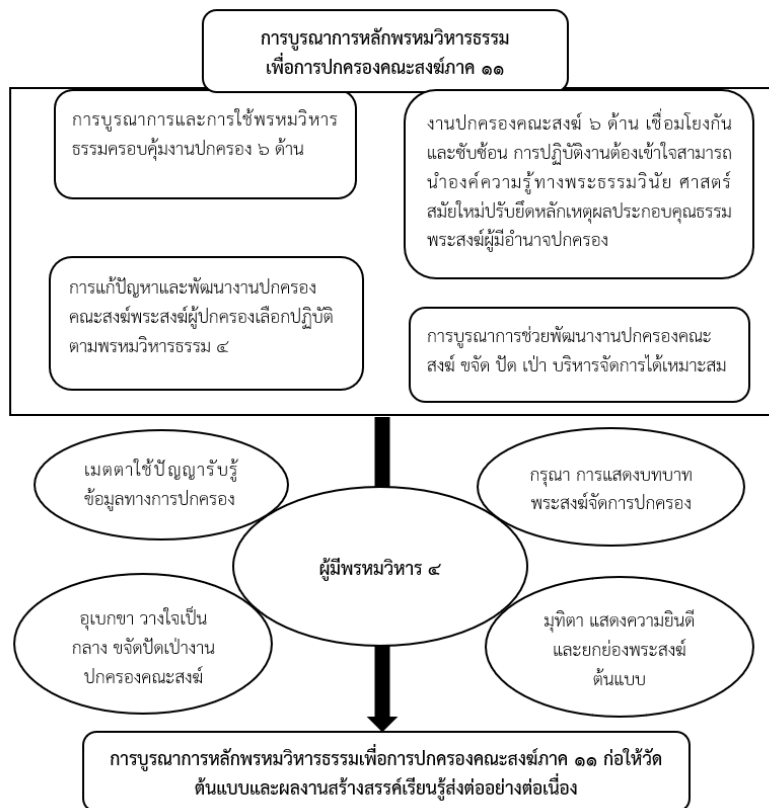 การบูรณาการหลักพรหมวิหารธรรม
เพื่อการปกครองคณะสงฆ์ภาค ๑๑
การบูรณาการและการใช้พรหมวิหาร
ธรรมครอบคุ้มงานปกครอง ๖ ด้าน
งานปกครองคณะสงฆ์ ๖ ด้าน เชื่อมโยงกัน
และซับซ้อน การปฏิบัติงานต้องเข้าใจสามารถ
นำองค์ความรู้ทางพระธรรมวินัย ศาสตร์
สมัยใหม่ปรับยึดหลักเหตุผลประกอบคุณธรรม
พระสงฆ์ผู้มีอำนาจปกครอง
การแก้ปัญหาและพัฒนางานปกครอง
คณะสงฆ์พระสงฆ์ผู้ปกครองเลือกปฏิบัติ
ตามพรหมวิหารธรรม ๔
การบูรณาการช่วยพัฒนางานปกครองคณะ
สงฆ์ ขจัด ปัด เป่า บริหารจัดการได้เหมาะสม
เมตตาใช้ปัญญารับรู้
ข้อมูลทางการปกครอง
กรุณา การแสดงบทบาท
พระสงฆ์จัดการปกครอง
ผู้มีพรหมวิหาร ๔
อุเบกขา วางใจเป็น
กลาง ขจัดปัดเป่างาน
ปกครองคณะสงฆ์
มุทิตา แสดงความยินดี
และยกย่องพระสงฆ์
ต้นแบบ
การบูรณาการหลักพรหมวิหารธรรมเพื่อการปกครองคณะสงฆ์ภาค ๑๑ ก่อให้วัด
ต้นแบบและผลงานสร้างสรรค์เรียนรู้ส่งต่ออย่างต่อเนื่อง